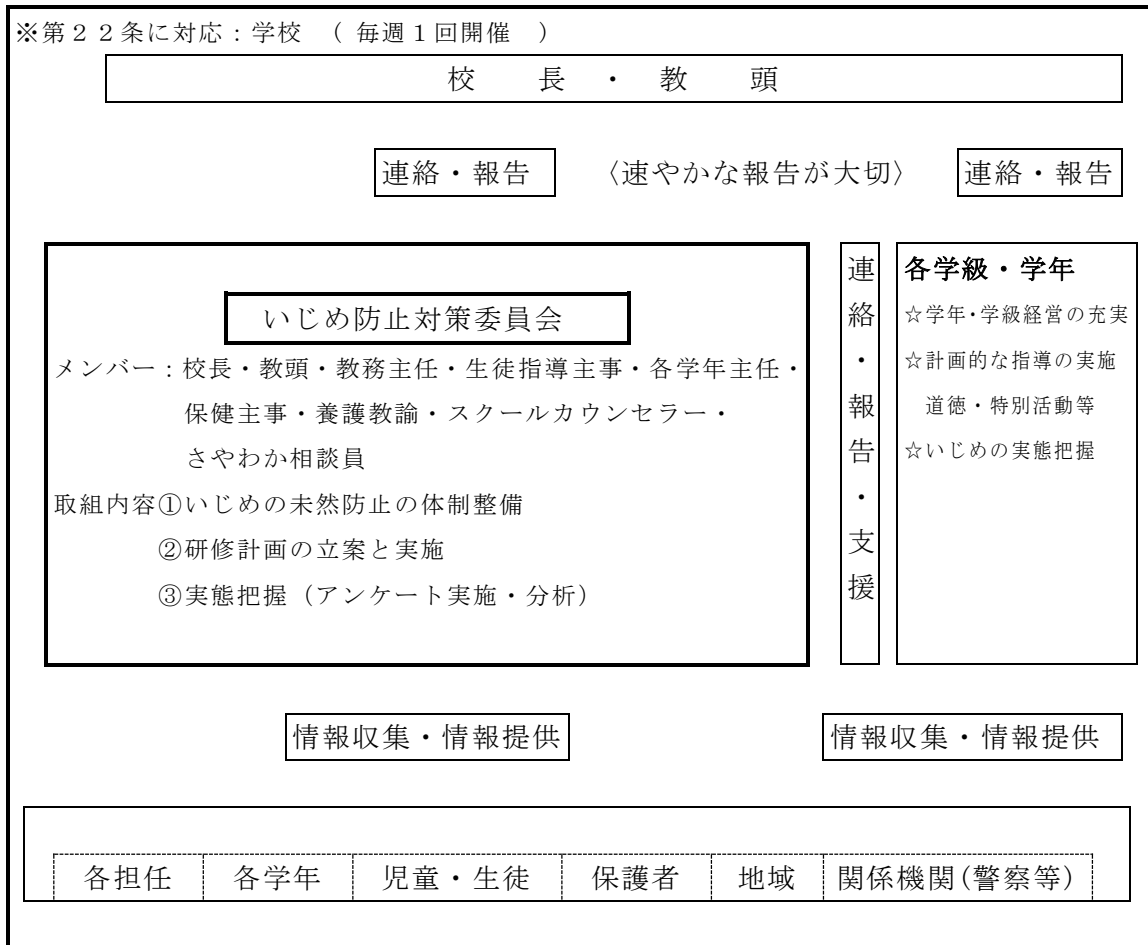 ※第２２条に対応：学校　（ 毎週１回開催　）
校　長　・　教　頭
連絡・報告　〈速やかな報告が大切〉　連絡・報告
いじめ防止対策委員会
メンバー：校長・教頭・教務主任・生徒指導主事・各学年主任・
保健主事・養護教諭・スクールカウンセラー・
さやわか相談員
取組内容①いじめの未然防止の体制整備
②研修計画の立案と実施
③実態把握（アンケート実施・分析）
連絡・報告・支援
各学級・学年
☆学年・学級経営の充実
☆計画的な指導の実施
道徳・特別活動等
☆いじめの実態把握
情報収集・情報提供　情報収集・情報提供
各担任　各学年　児童・生徒　保護者　地域　関係機関(警察等)